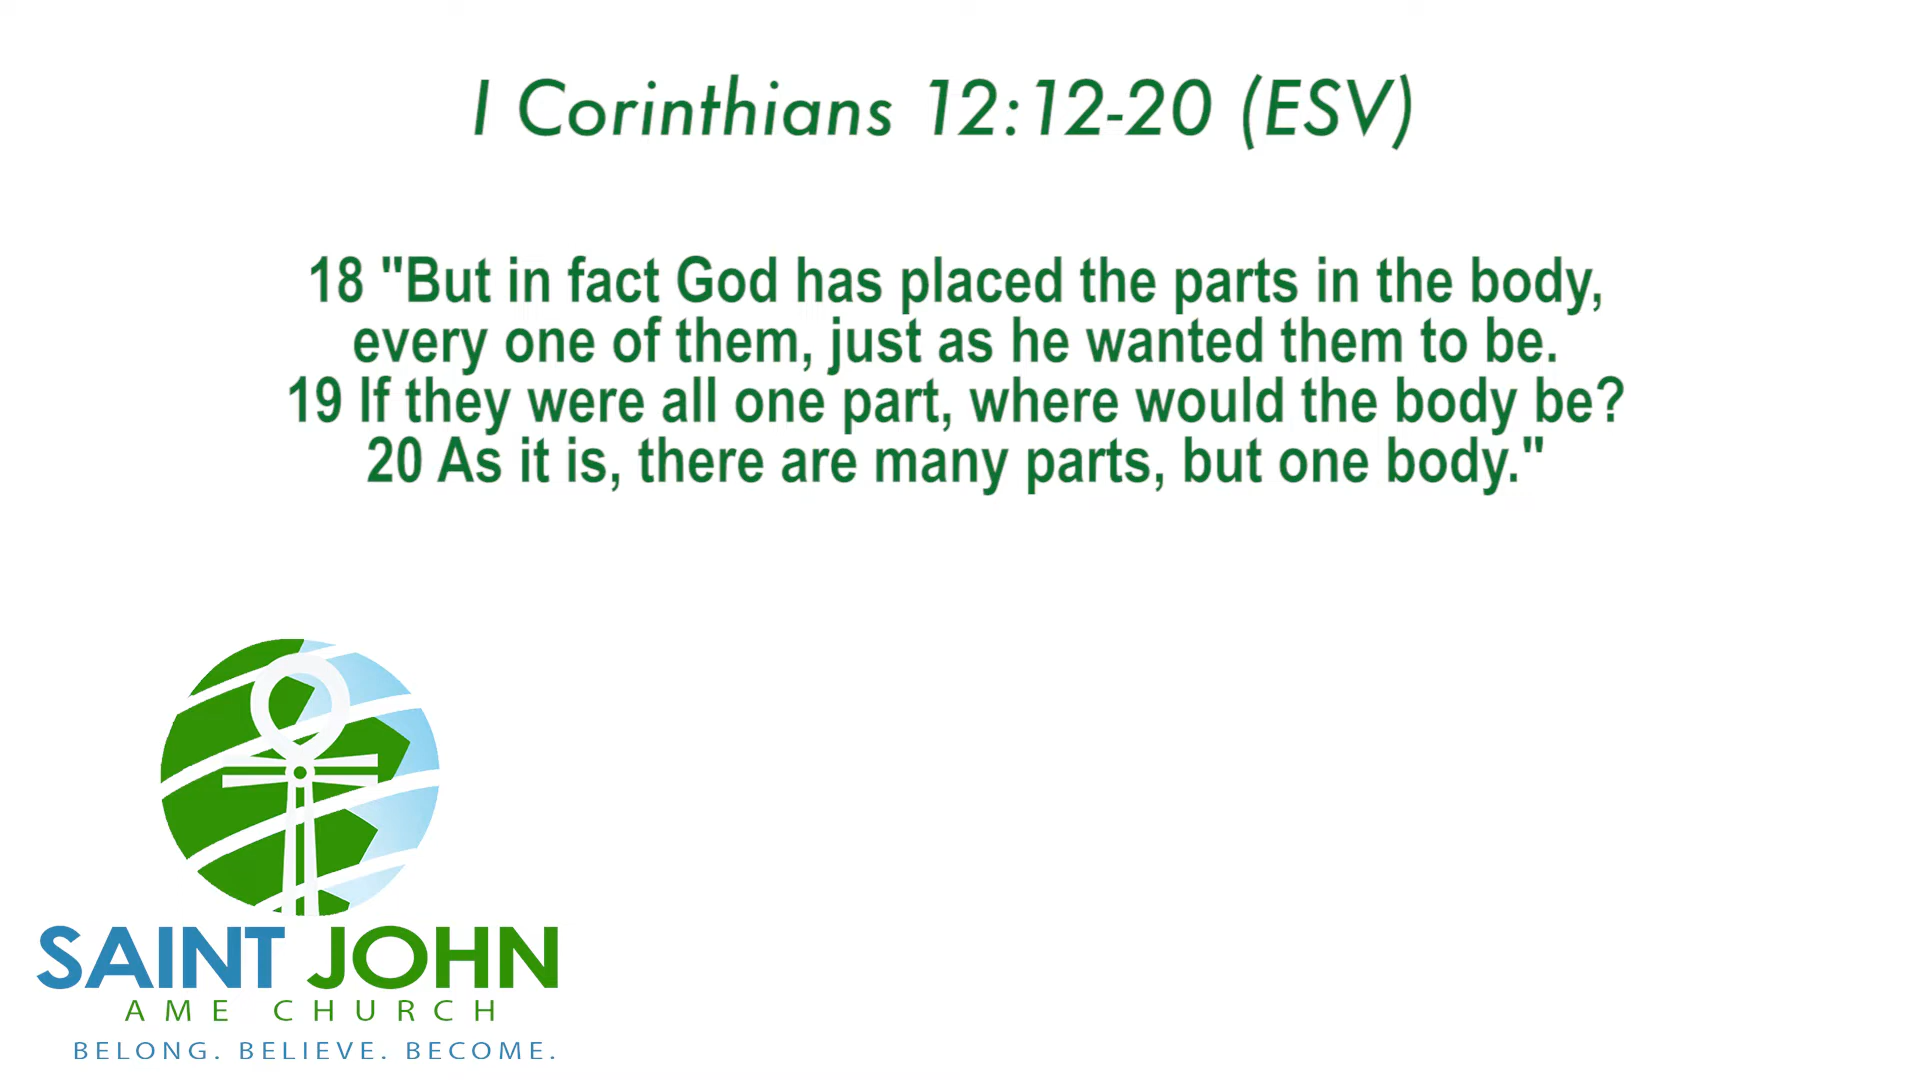 I Corinthians 12:12-20 (ESV)
18 "But in fact God has placed the parts in the body,
every one of them, just as he wanted them to be.
19 If they were all one part, where would the body be?
20 As it is, there are many parts, but one body."
SAINT JOHN
AME CHURCH
BELONG. BELIEVE. BECOME.